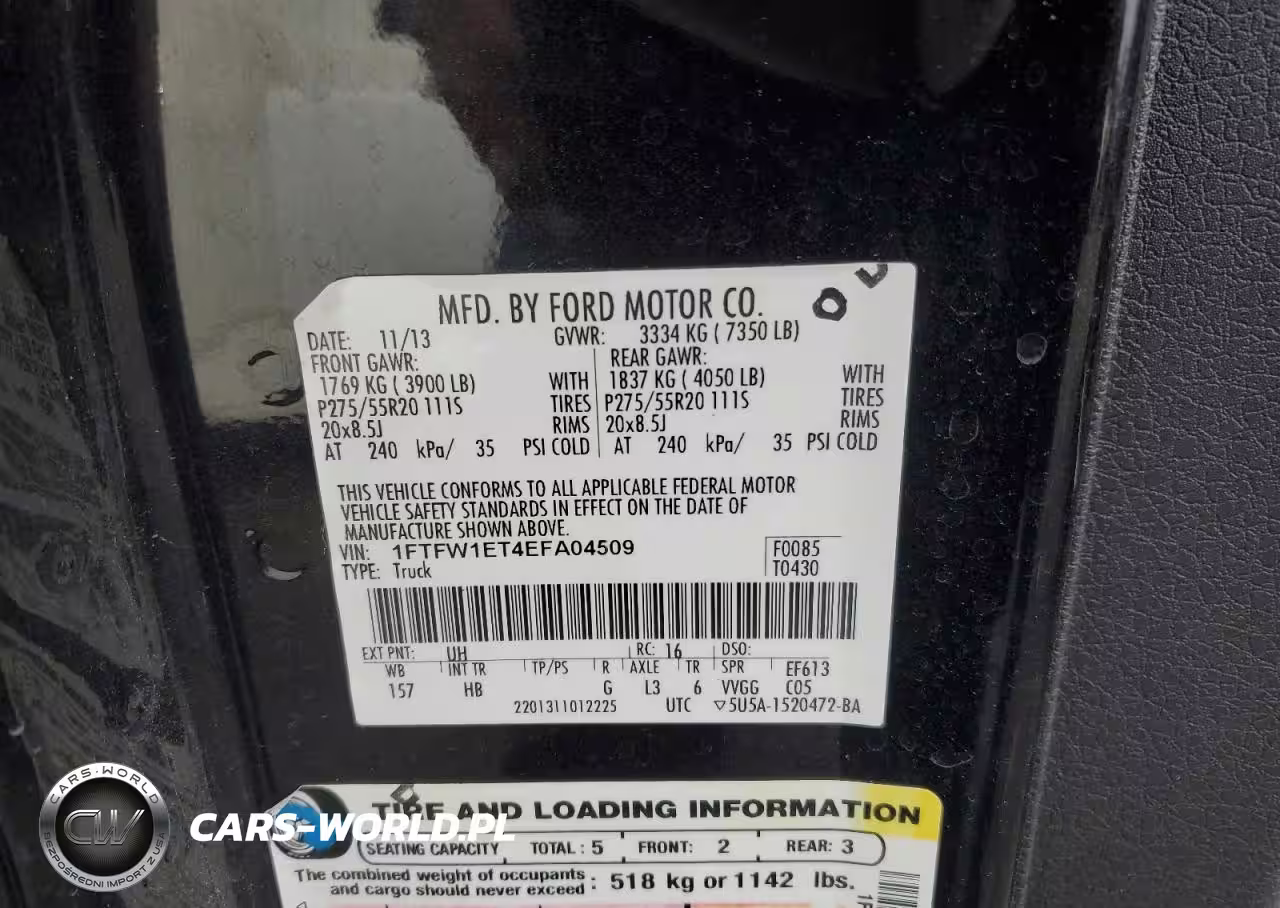 MFD. BY FORD MOTOR CO.
DATE: 11/13 GVWR: 3334 KG ( 7350 LB)
FRONT GAWR: REAR GAWR:
1769 KG ( 3900 LB) WITH 1837 KG ( 4050 LB) WITH
P275/55R20 111S TIRES P275/55R20 111S TIRES
20x8.5J RIMS 20x8.5J RIMS
AT 240 kPa/ 35 PSI COLD AT 240 kPa/ 35 PSI COLD
THIS VEHICLE CONFORMS TO ALL APPLICABLE FEDERAL MOTOR
VEHICLE SAFETY STANDARDS IN EFFECT ON THE DATE OF
MANUFACTURE SHOWN ABOVE.
VIN: 1FTFW1ET4EFA04509 F0085
TYPE: Truck T0430
EXT PNT: UH RC: 16 DSO:
WB INT TR TP/PS R AXLE TR SPR EF613
157 HB G L3 6 VVGG C05
2201311012225 UTC ▽5U5A-1520472-BA
TIRE AND LOADING INFORMATION
SEATING CAPACITY TOTAL : 5 FRONT: 2 REAR: 3
The combined weight of occupants
and cargo should never exceed : 518 kg or 1142 lbs.
CARS-WORLD
CW
BEZPOŚREDNI IMPORT Z USA
CARS-WORLD.PL